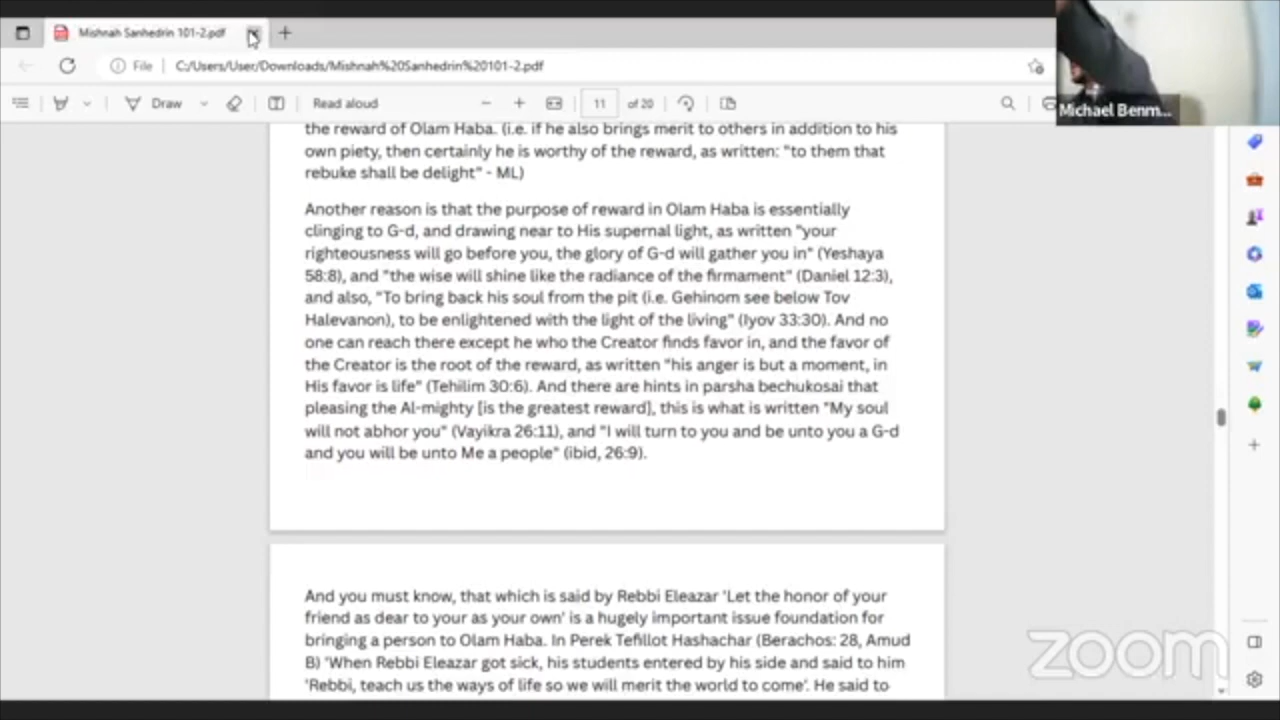 Mishnah Sanhedrin 101-2.pdf
File
C:/Users/User/Downloads/Mishnah%20Sanhedrin%20101-2.pdf
Draw
Read aloud
11 of 20
Michael Benm...
the reward of Olam Haba. (i.e. if he also brings merit to others in addition to his
own piety, then certainly he is worthy of the reward, as written: "to them that
rebuke shall be delight" - ML)
Another reason is that the purpose of reward in Olam Haba is essentially
clinging to G-d, and drawing near to His supernal light, as written "your
righteousness will go before you, the glory of G-d will gather you in" (Yeshaya
58:8), and "the wise will shine like the radiance of the firmament" (Daniel 12:3),
and also, "To bring back his soul from the pit (i.e. Gehinom see below Tov
Halevanon), to be enlightened with the light of the living" (Iyov 33:30). And no
one can reach there except he who the Creator finds favor in, and the favor of
the Creator is the root of the reward, as written "his anger is but a moment, in
His favor is life" (Tehilim 30:6). And there are hints in parsha bechukosai that
pleasing the Al-mighty [is the greatest reward], this is what is written "My soul
will not abhor you" (Vayikra 26:11), and "I will turn to you and be unto you a G-d
and you will be unto Me a people" (ibid, 26:9).
And you must know, that which is said by Rebbi Eleazar 'Let the honor of your
friend as dear to your as your own' is a hugely important issue foundation for
bringing a person to Olam Haba. In Perek Tefillot Hashachar (Berachos: 28, Amud
B) 'When Rebbi Eleazar got sick, his students entered by his side and said to him
'Rebbi, teach us the ways of life so we will merit the world to come'. He said to
zoom